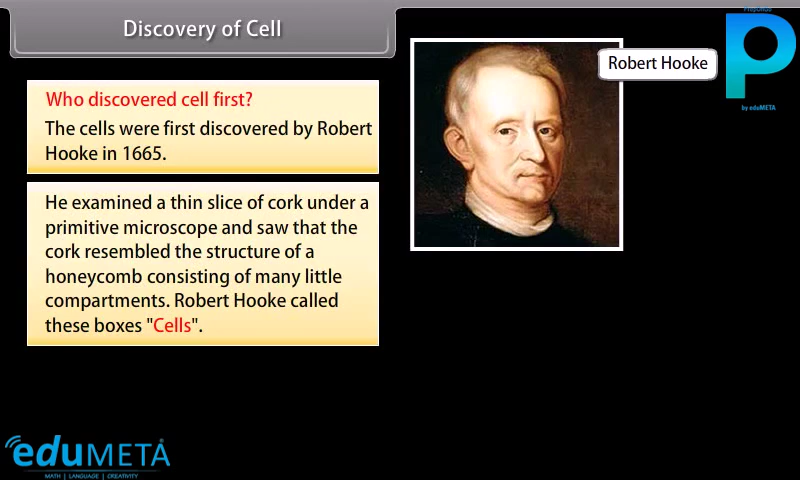 Discovery of Cell
Who discovered cell first?
The cells were first discovered by Robert
Hooke in 1665.
He examined a thin slice of cork under a
primitive microscope and saw that the
cork resembled the structure of a
honeycomb consisting of many little
compartments. Robert Hooke called
these boxes "Cells".
Robert Hooke
P
by eduMETA
eduMETA
MATH | LANGUAGE | CREATIVITY